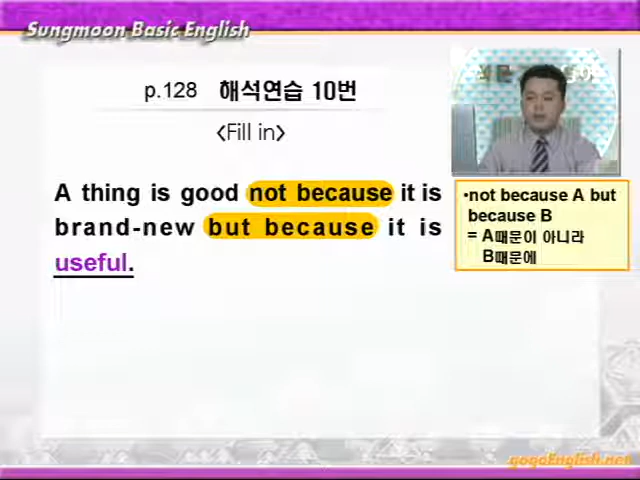 Sungmoon Basic English
p.128 해석연습 10번
<Fill in>
A thing is good not because it is
brand-new but because it is
useful.
•not because A but
because B
= A때문이 아니라
B때문에
gogoEnglish.net